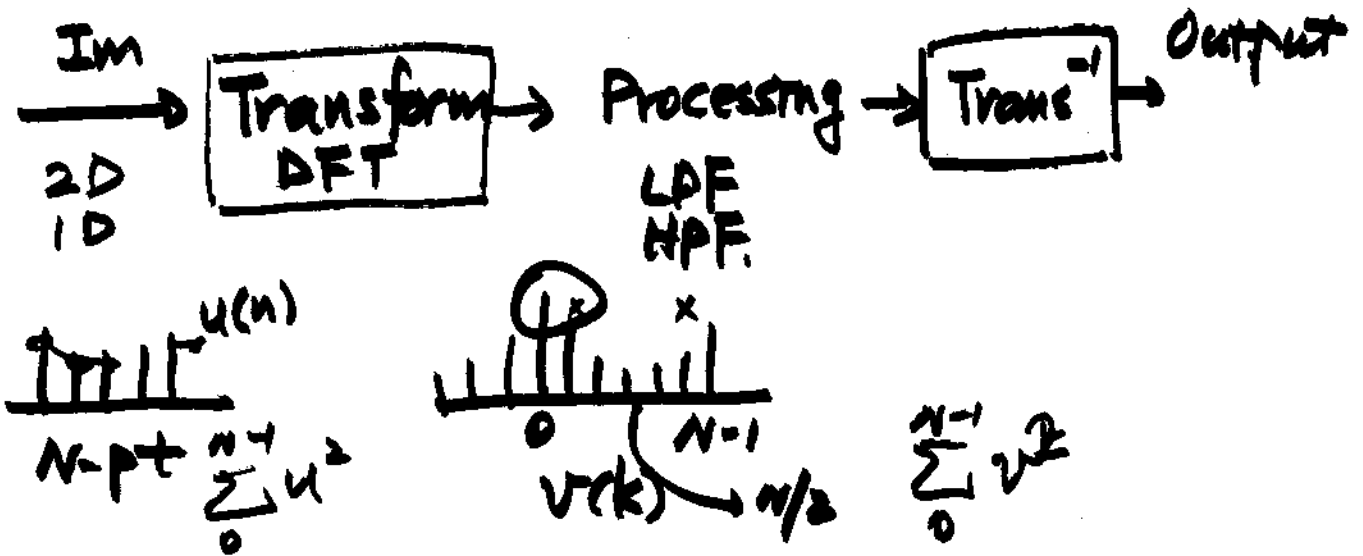 Im
2D
1D
Transform
DFT
Processing
LPF
HPF.
Trans⁻¹
Output
u(n)
N-pt
N-1
∑ u²
0
x
x
0
N-1
v(k)
N/2
N-1
∑ v²
0